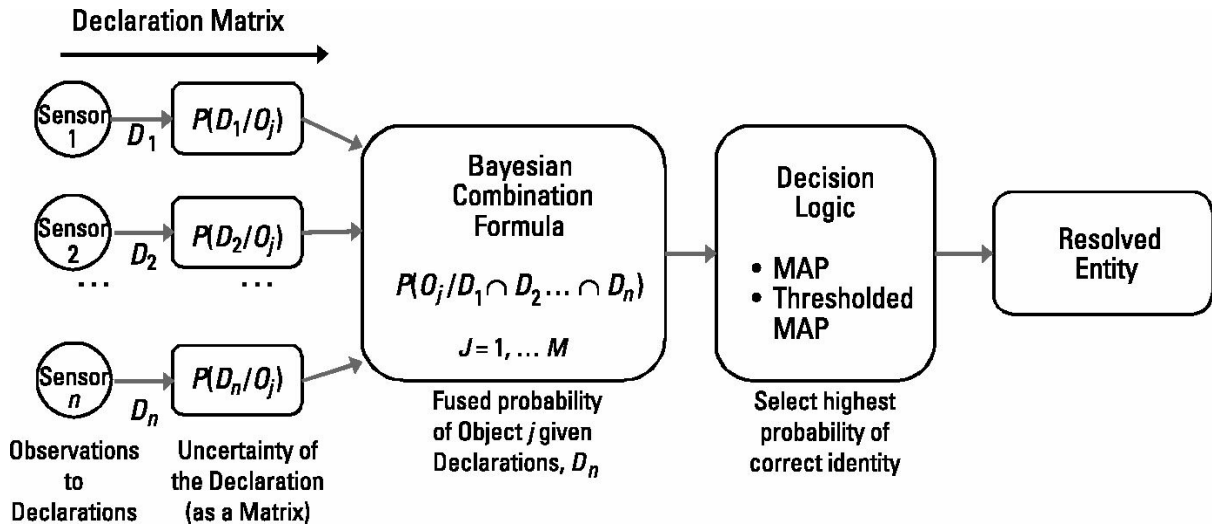 Declaration Matrix
Sensor
1
D₁
P(D₁/Oⱼ)
Sensor
2
D₂
P(D₂/Oⱼ)
...
...
Sensor
n
Dₙ
P(Dₙ/Oⱼ)
Observations
to
Declarations
Uncertainty of
the Declaration
(as a Matrix)
Bayesian
Combination
Formula
P(Oⱼ/D₁∩D₂...∩Dₙ)
J = 1, ... M
Fused probability
of Object j given
Declarations, Dₙ
Decision
Logic
• MAP
• Thresholded
MAP
Select highest
probability of
correct identity
Resolved
Entity